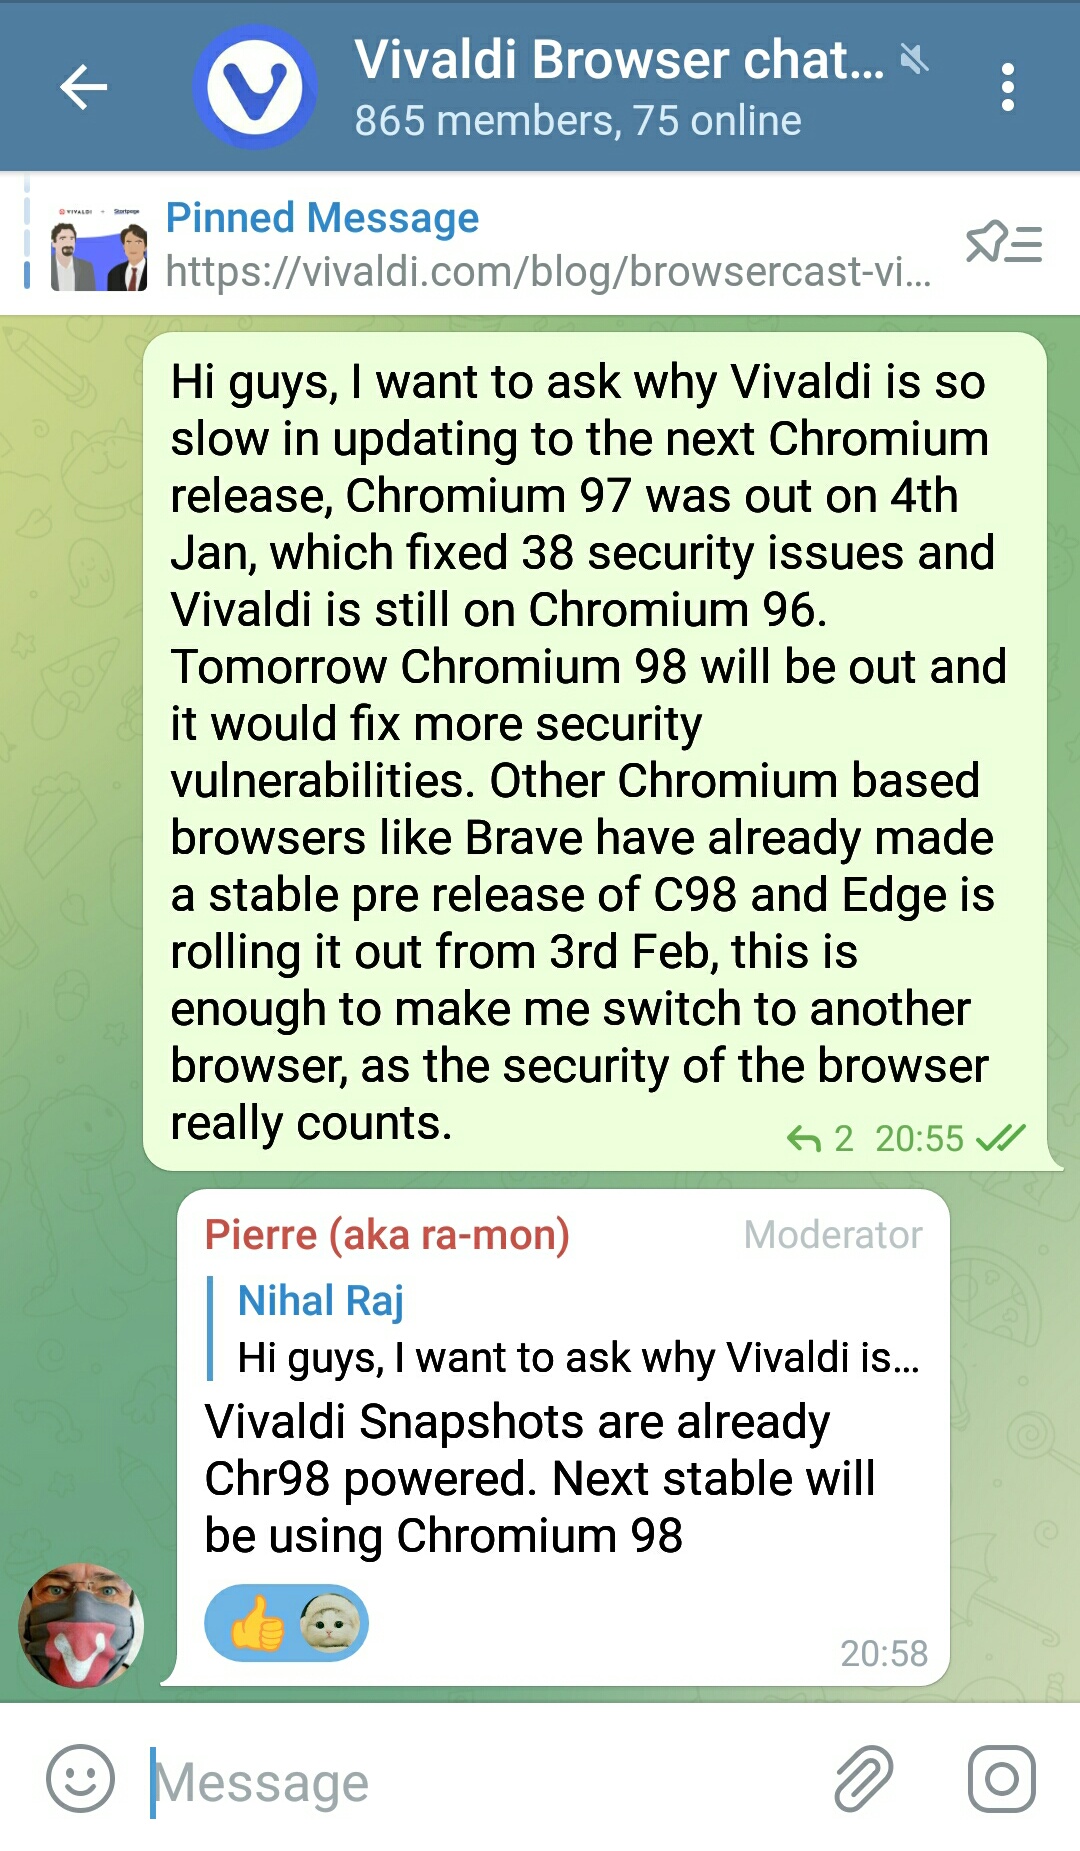 Vivaldi Browser chat...
865 members, 75 online
VIVALDI + Startpage
Pinned Message
https://vivaldi.com/blog/browsercast-vi...
Hi guys, I want to ask why Vivaldi is so
slow in updating to the next Chromium
release, Chromium 97 was out on 4th
Jan, which fixed 38 security issues and
Vivaldi is still on Chromium 96.
Tomorrow Chromium 98 will be out and
it would fix more security
vulnerabilities. Other Chromium based
browsers like Brave have already made
a stable pre release of C98 and Edge is
rolling it out from 3rd Feb, this is
enough to make me switch to another
browser, as the security of the browser
really counts.
2 20:55
Pierre (aka ra-mon) Moderator
Nihal Raj
Hi guys, I want to ask why Vivaldi is...
Vivaldi Snapshots are already
Chr98 powered. Next stable will
be using Chromium 98
20:58
Message